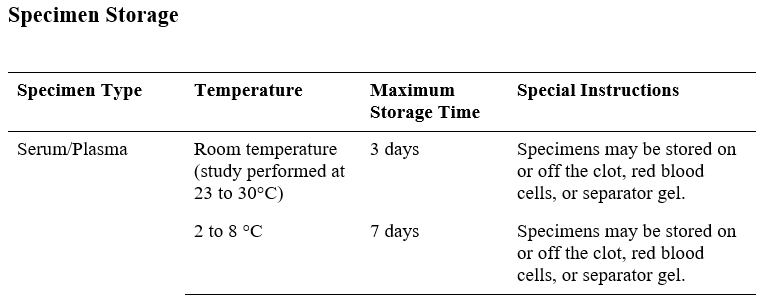 Specimen Storage
Specimen Type Temperature Maximum Storage Time Special Instructions
Serum/Plasma Room temperature (study performed at 23 to 30°C) 3 days Specimens may be stored on or off the clot, red blood cells, or separator gel.
2 to 8 °C 7 days Specimens may be stored on or off the clot, red blood cells, or separator gel.